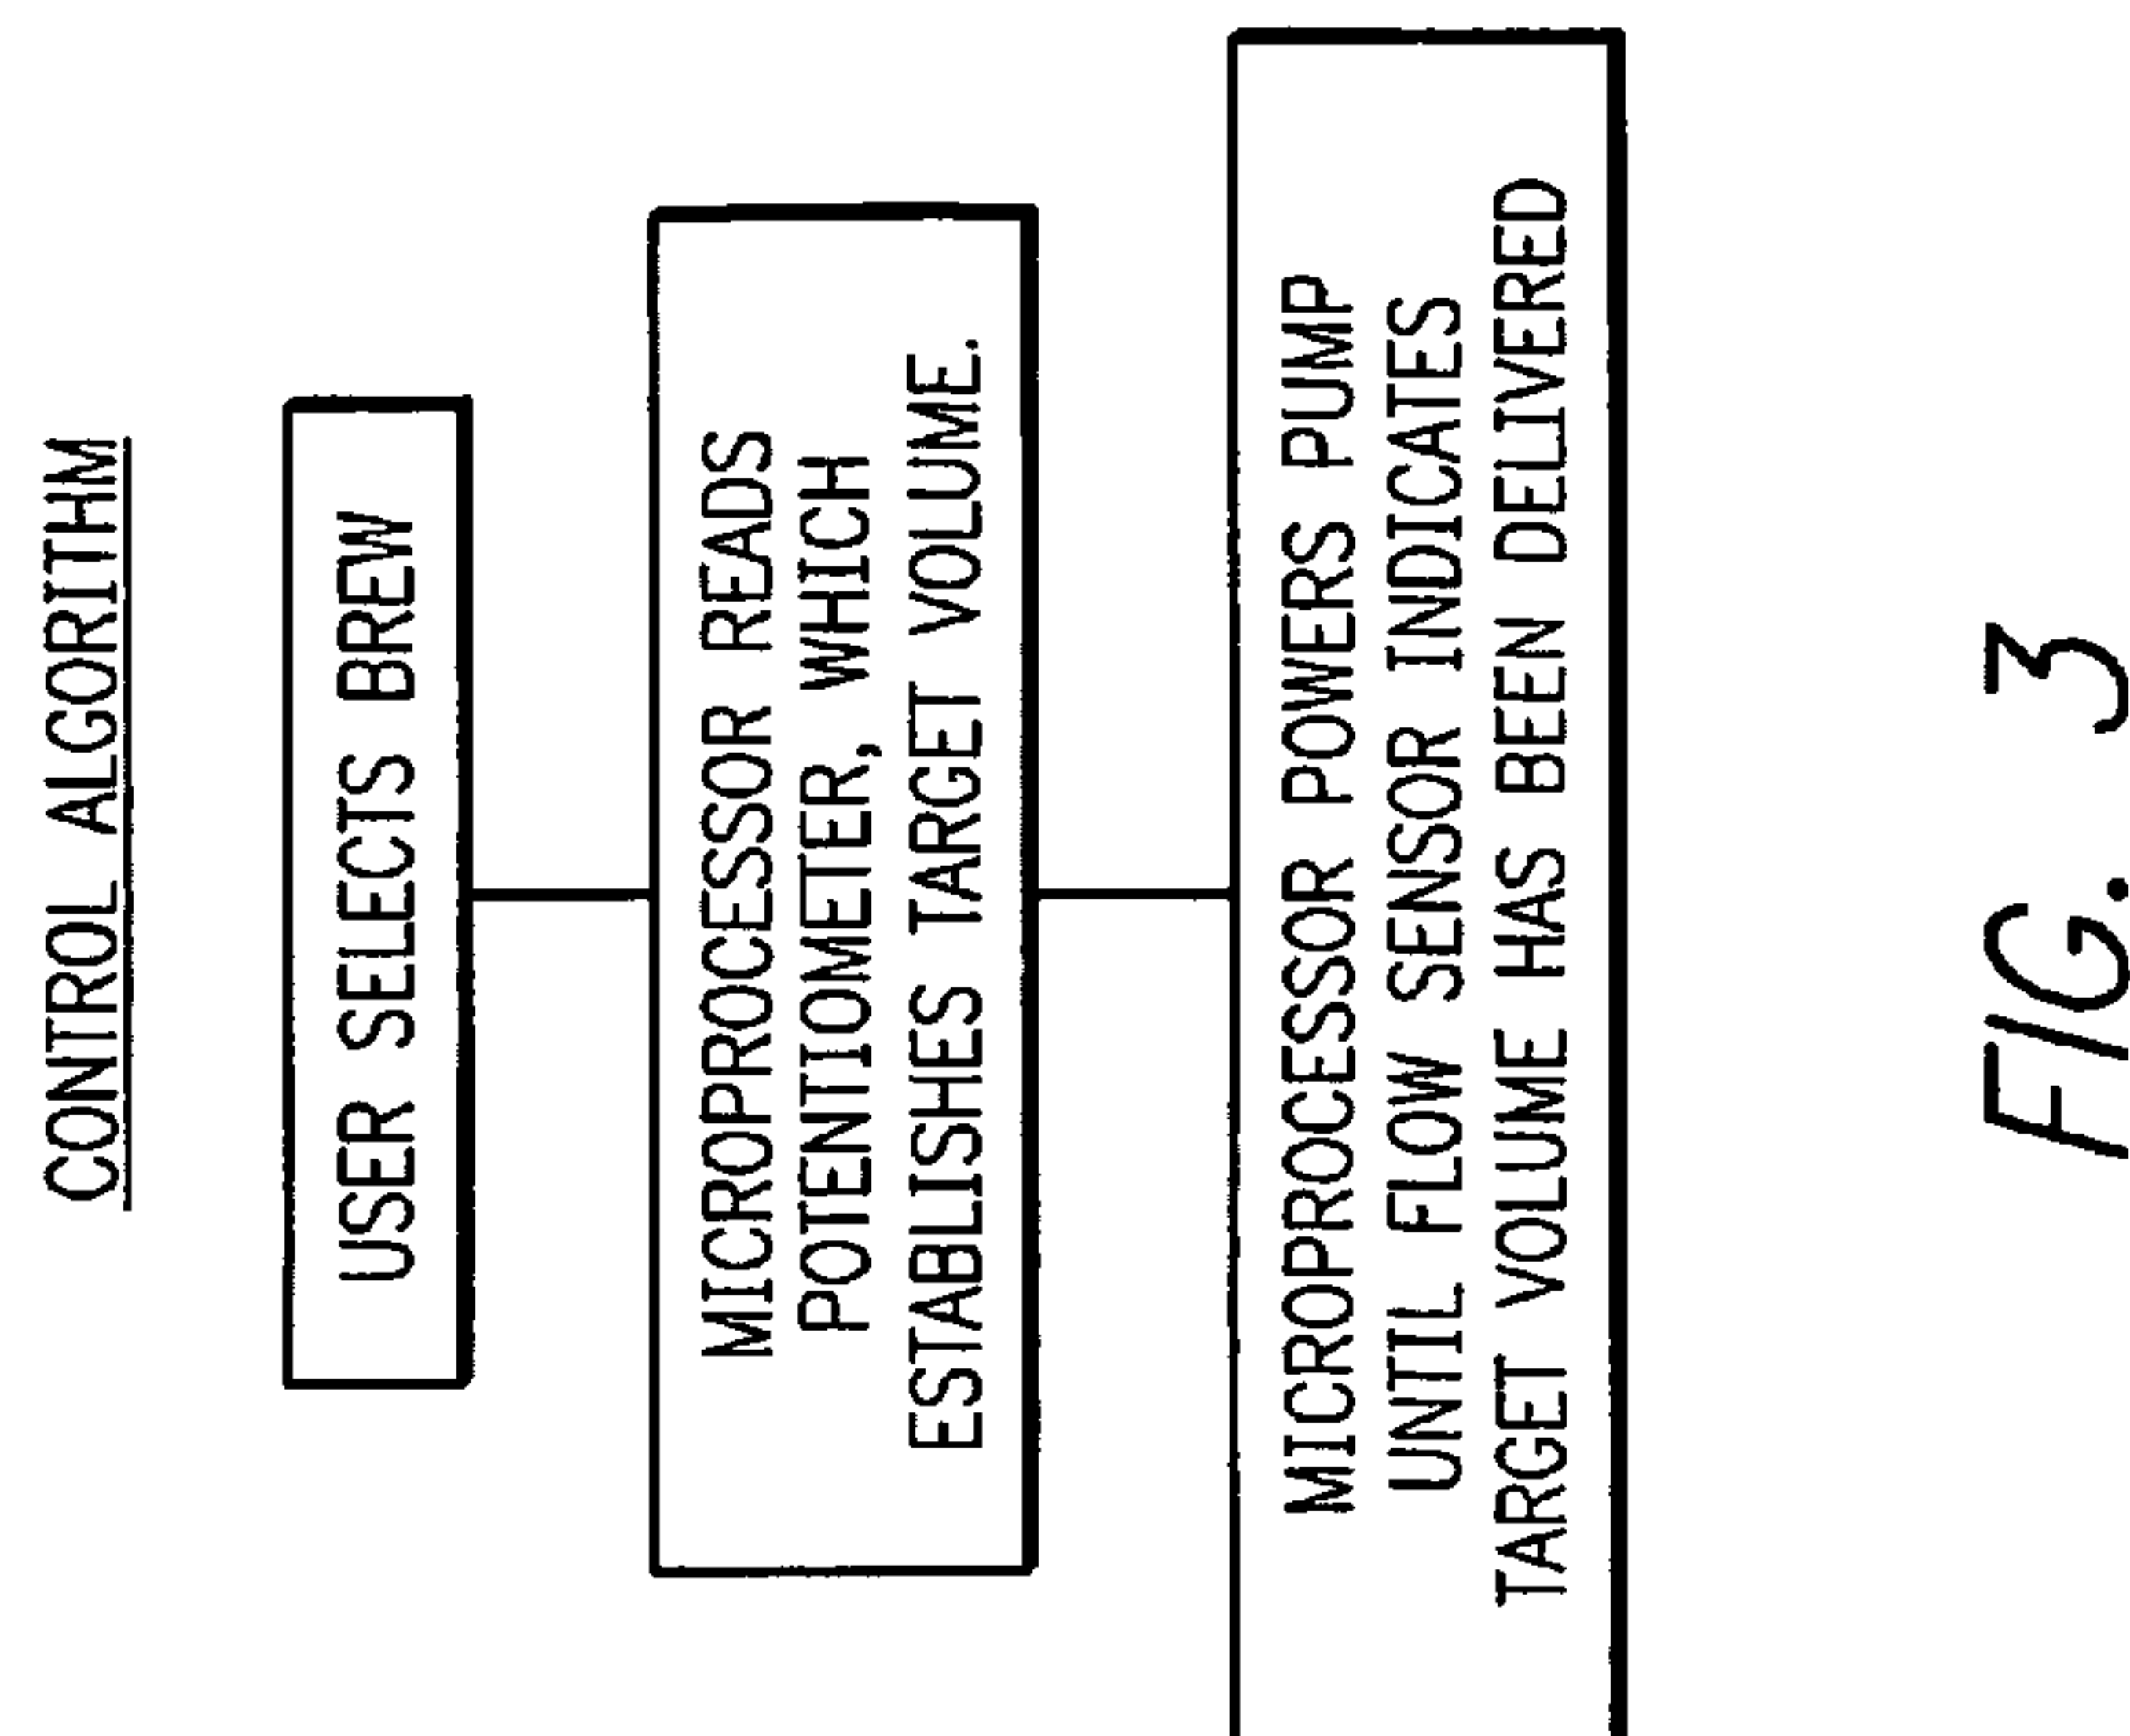 CONTROL ALGORITHM
USER SELECTS BREW
MICROPROCESSOR READS
POTENTIOMETER, WHICH
ESTABLISHES TARGET VOLUME.
MICROPROCESSOR POWERS PUMP
UNTIL FLOW SENSOR INDICATES
TARGET VOLUME HAS BEEN DELIVERED
FIG. 3